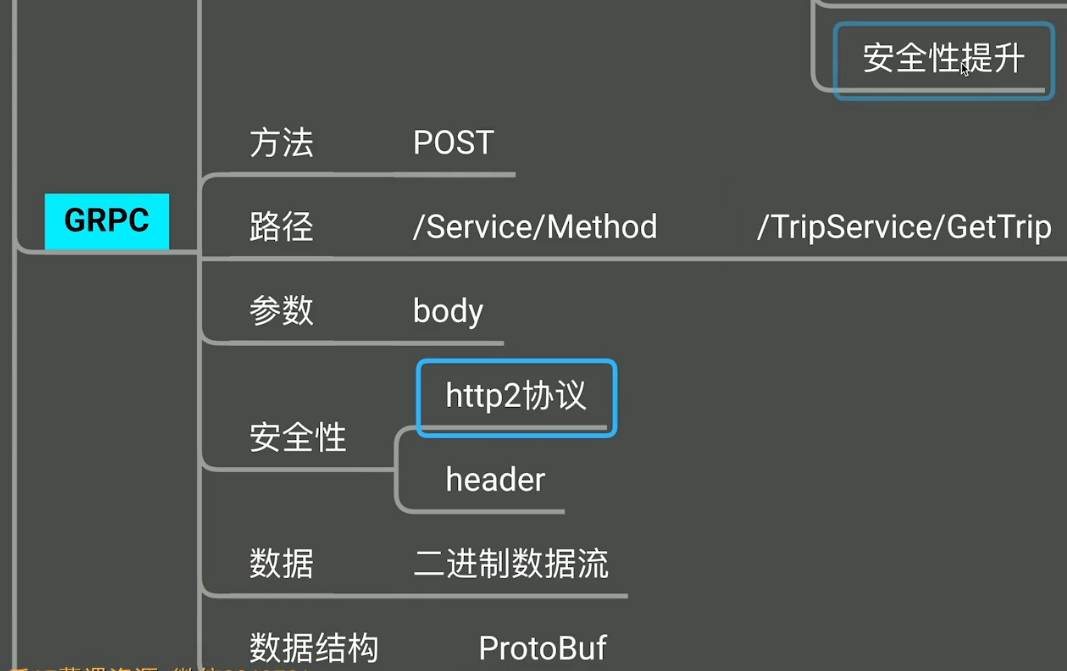 安全性提升
方法 POST
GRPC
路径 /Service/Method /TripService/GetTrip
参数 body
http2协议
安全性
header
数据 二进制数据流
数据结构 ProtoBuf